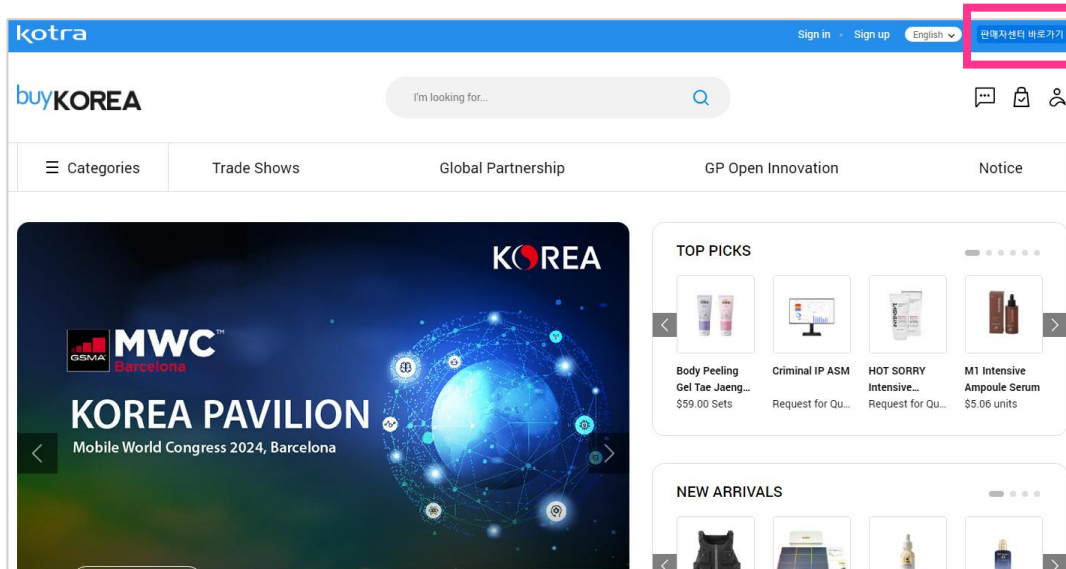 kotra
Sign in
Sign up
English
판매자센터 바로가기
buyKOREA
I'm looking for...
Categories
Trade Shows
Global Partnership
GP Open Innovation
Notice
KOREA
GSMA
MWC™
Barcelona
KOREA PAVILION
Mobile World Congress 2024, Barcelona
TOP PICKS
Body Peeling
Gel Tae Jaeng...
$59.00 Sets
Criminal IP ASM
Request for Qu...
HOT SORRY
Intensive...
Request for Qu...
M1 Intensive
Ampoule Serum
$5.06 units
NEW ARRIVALS